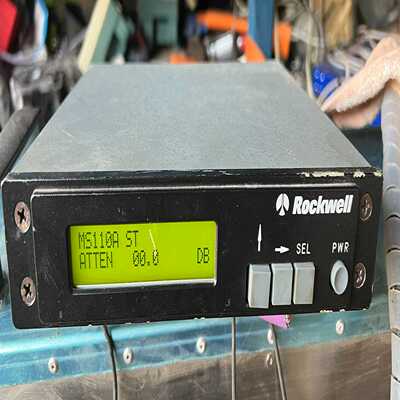 Rockwell
MS110A ST
ATTEN 00.0 DB
SEL PWR